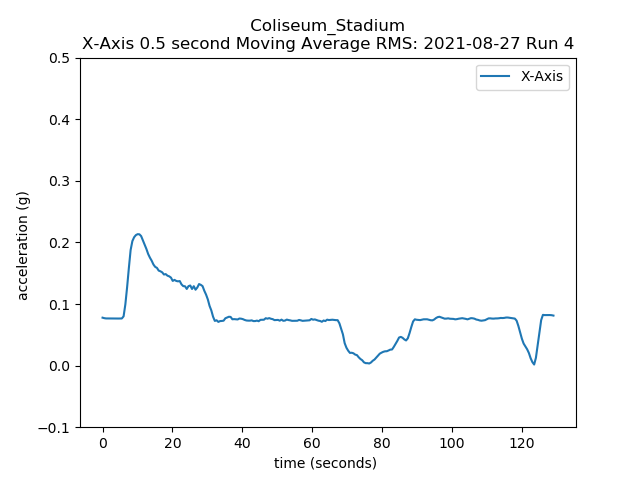 Coliseum_Stadium
X-Axis 0.5 second Moving Average RMS: 2021-08-27 Run 4
X-Axis
0.5
0.4
0.3
0.2
0.1
0.0
−0.1
acceleration (g)
0 20 40 60 80 100 120
time (seconds)